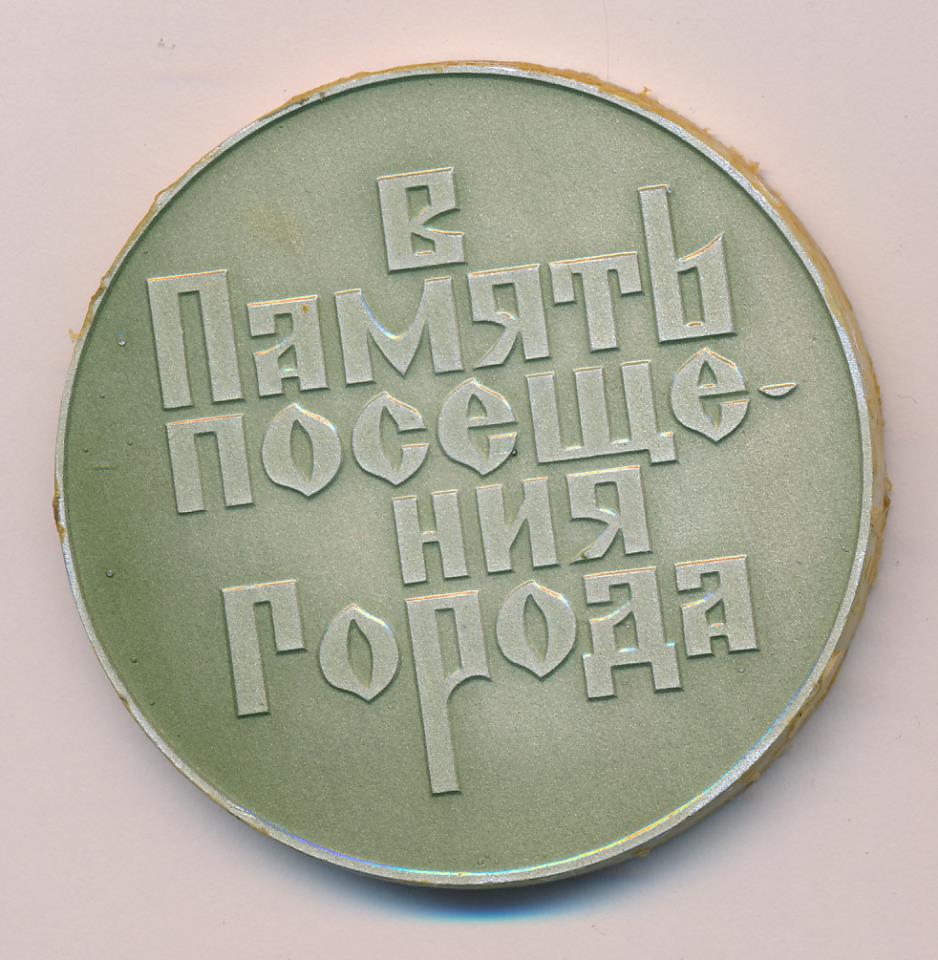 в
Память
посеще-
ния
города